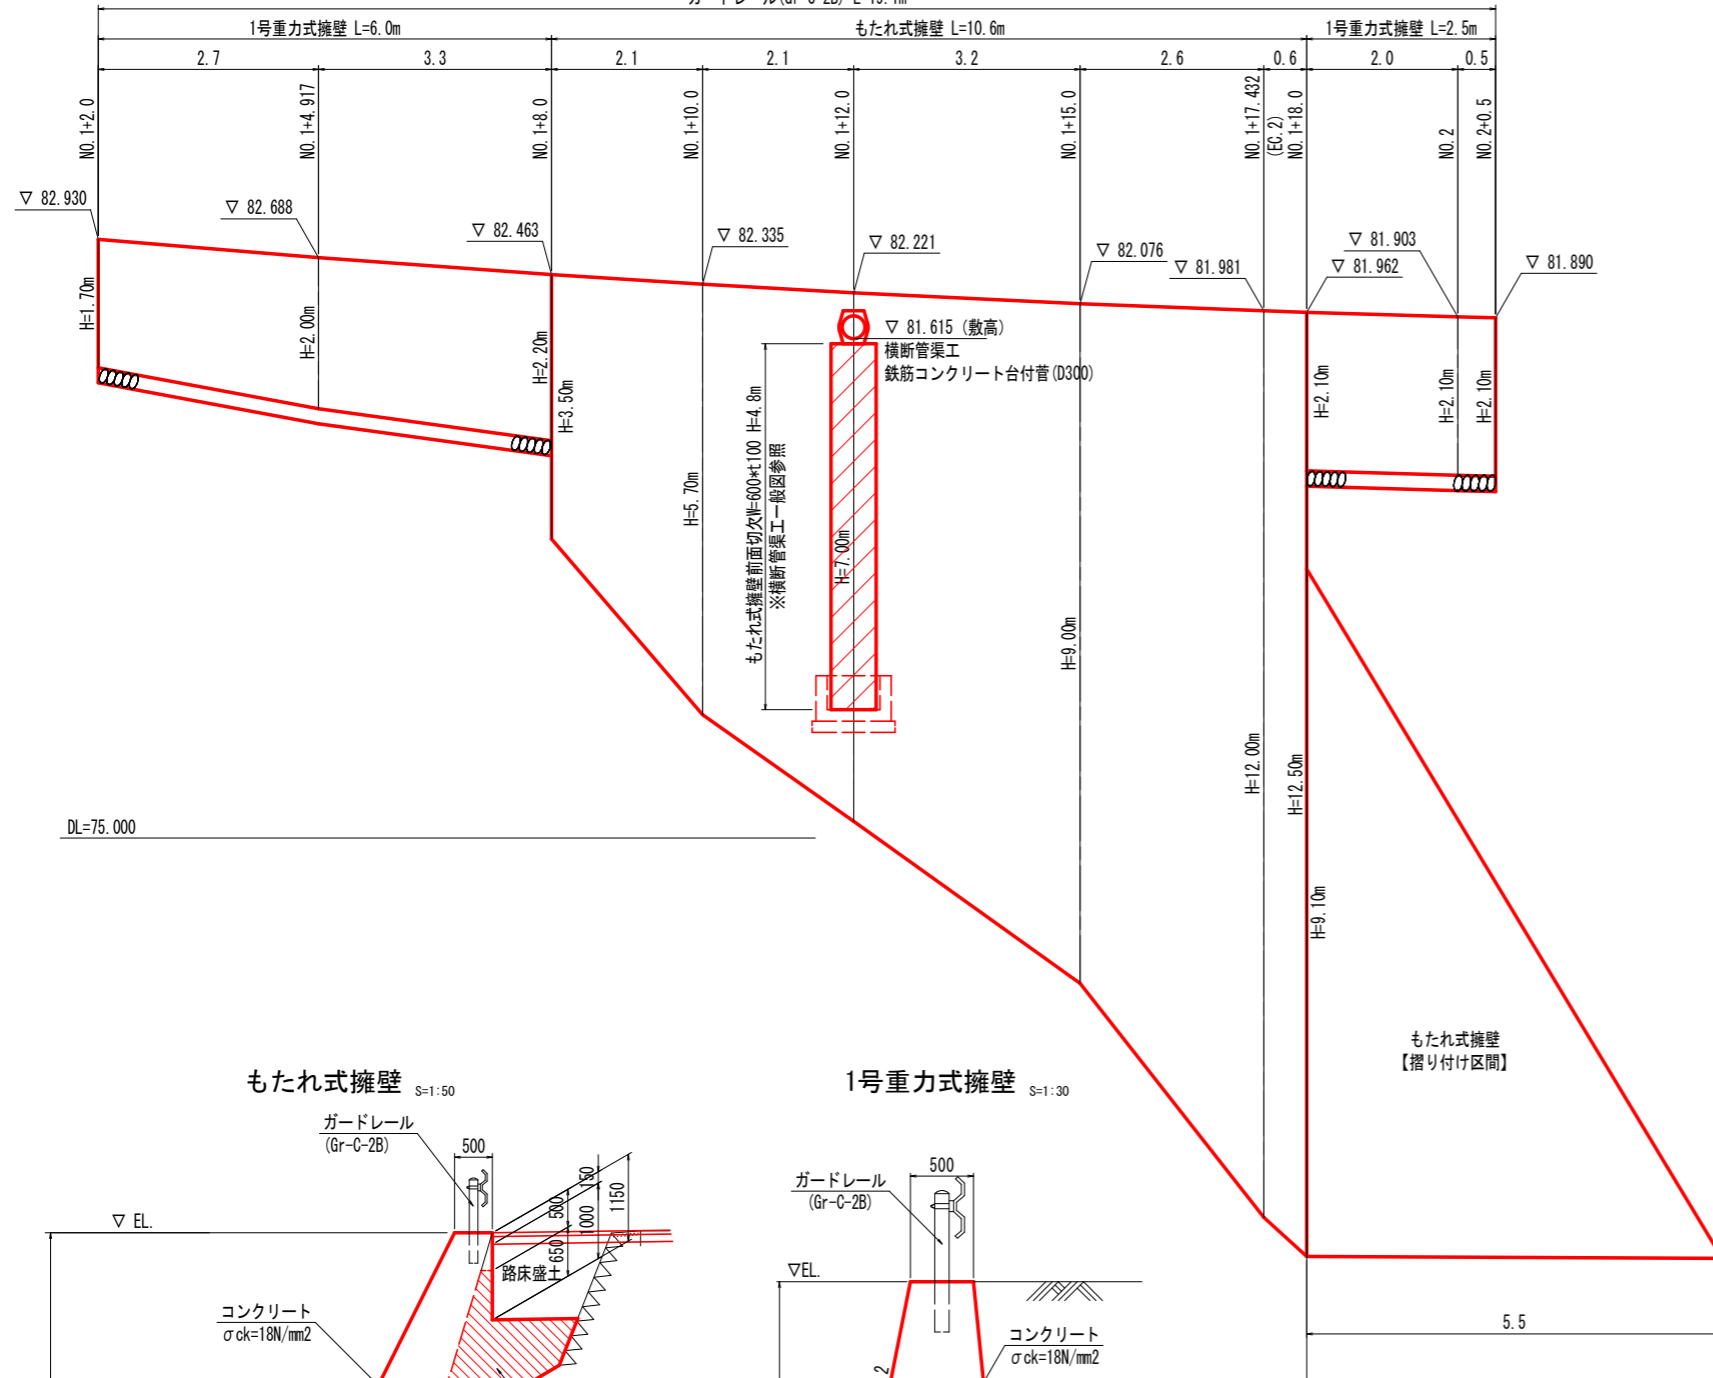 1号重力式擁壁 L=6.0m
もたれ式擁壁 L=10.6m
1号重力式擁壁 L=2.5m
2.7
3.3
2.1
2.1
3.2
2.6
0.6
2.0
0.5
NO.1+2.0
NO.1+4.917
NO.1+8.0
NO.1+10.0
NO.1+12.0
NO.1+15.0
NO.1+17.432
(EC.2)
NO.1+18.0
NO.2
NO.2+0.5
▽ 82.930
▽ 82.688
▽ 82.463
▽ 82.335
▽ 82.221
▽ 82.076
▽ 81.981
▽ 81.903
▽ 81.962
▽ 81.890
H=1.70m
H=2.00m
H=2.20m
H=3.50m
H=5.70m
▽ 81.615 (敷高)
横断管渠工
鉄筋コンクリート台付管(D300)
もたれ式擁壁前面切欠W=600*t100 H=4.8m
※横断管渠工一般図参照
H=7.00m
H=9.00m
H=12.00m
H=12.50m
H=2.10m
H=2.10m
H=2.10m
H=9.10m
DL=75.000
もたれ式擁壁
【摺り付け区間】
5.5
もたれ式擁壁 S=1:50
ガードレール
(Gr-C-2B)
500
150
500
1000
1150
650
▽ EL.
路床盛土
コンクリート
σck=18N/mm2
1号重力式擁壁 S=1:30
ガードレール
(Gr-C-2B)
500
▽EL.
コンクリート
σck=18N/mm2
2